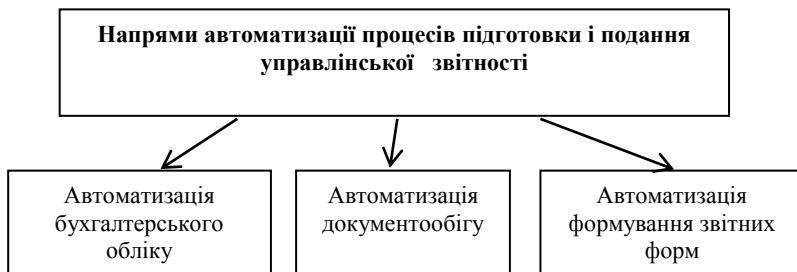 Напрями автоматизації процесів підготовки і подання
управлінської звітності
Автоматизація
бухгалтерського
обліку
Автоматизація
документообігу
Автоматизація
формування звітних
форм